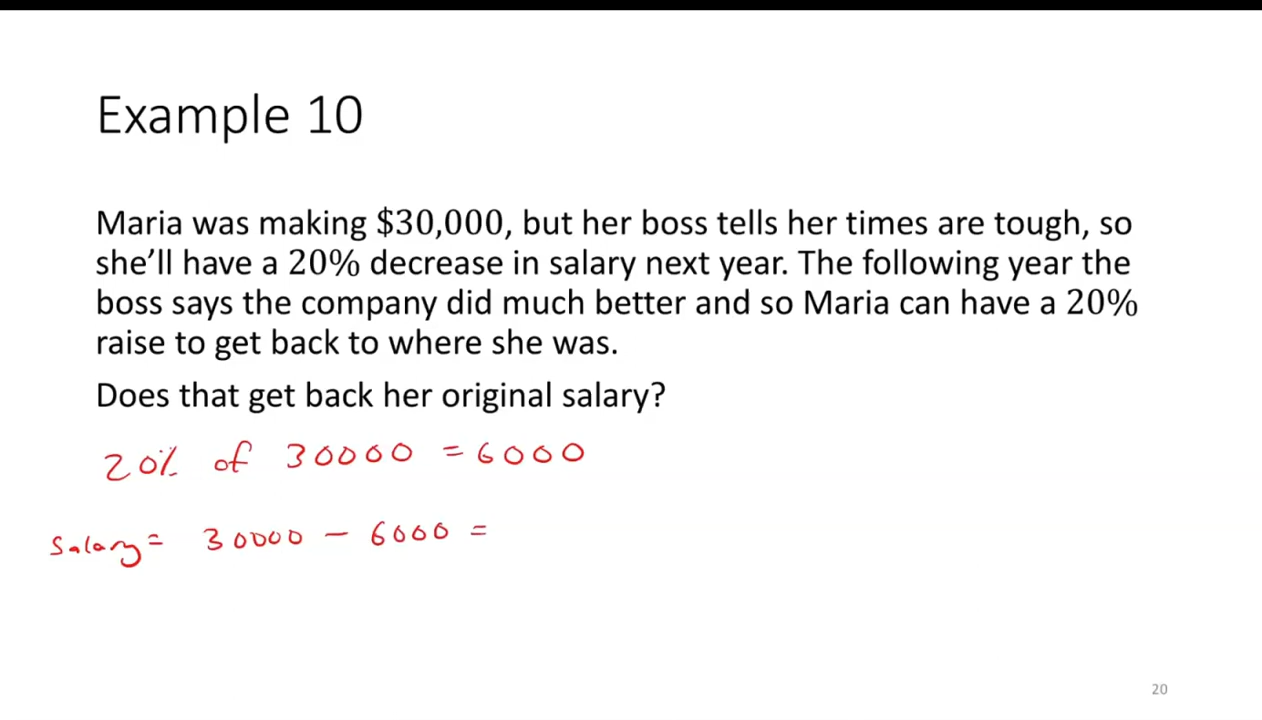 Example 10
Maria was making $30,000, but her boss tells her times are tough, so
she’ll have a 20% decrease in salary next year. The following year the
boss says the company did much better and so Maria can have a 20%
raise to get back to where she was.
Does that get back her original salary?
20% of 30000 = 6000
Salary = 30000 - 6000 =
20